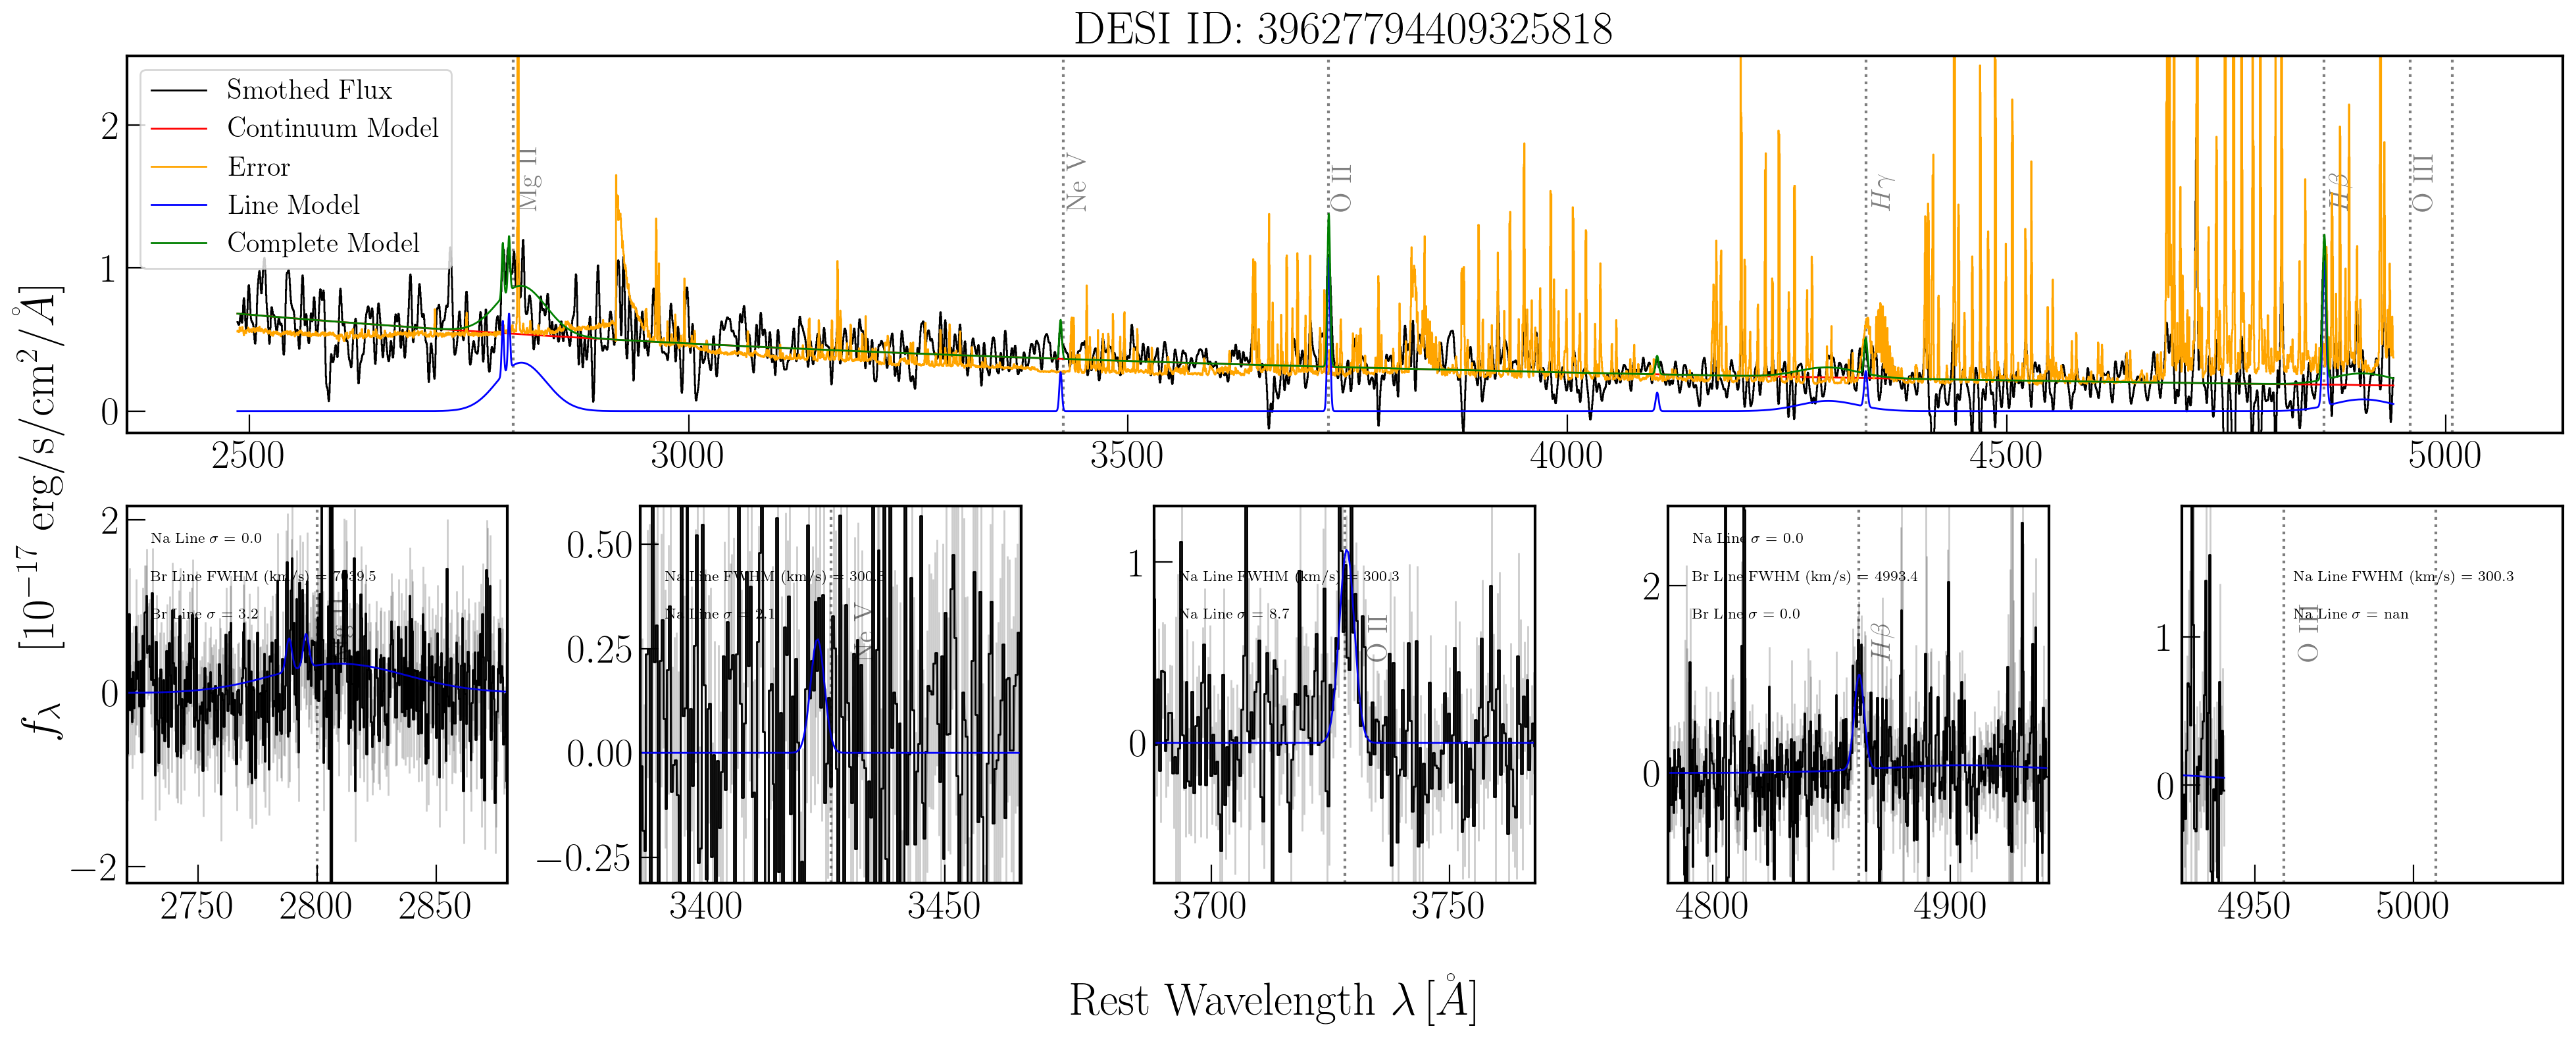 DESI ID: 39627794409325818
Smothed Flux
Continuum Model
Error
Line Model
Complete Model
Mg II
Ne V
O II
Hγ
Hβ
O III
2
1
0
2500
3000
3500
4000
4500
5000
f_λ [10^{-17} erg/s/cm^2/Å]
2
0
−2
Na Line σ = 0.0
Br Line FWHM (km/s) = 7039.5
Br Line σ = 3.2
2750
2800
2850
0.50
0.25
0.00
−0.25
Na Line FWHM (km/s) = 300.3
Na Line σ = 2.1
Ne V
3400
3450
1
0
Na Line FWHM (km/s) = 300.3
Na Line σ = 8.7
O II
3700
3750
2
0
Na Line σ = 0.0
Br Line FWHM (km/s) = 4993.4
Br Line σ = 0.0
Hβ
4800
4900
1
0
Na Line FWHM (km/s) = 300.3
Na Line σ = nan
O III
4950
5000
Rest Wavelength λ [Å]